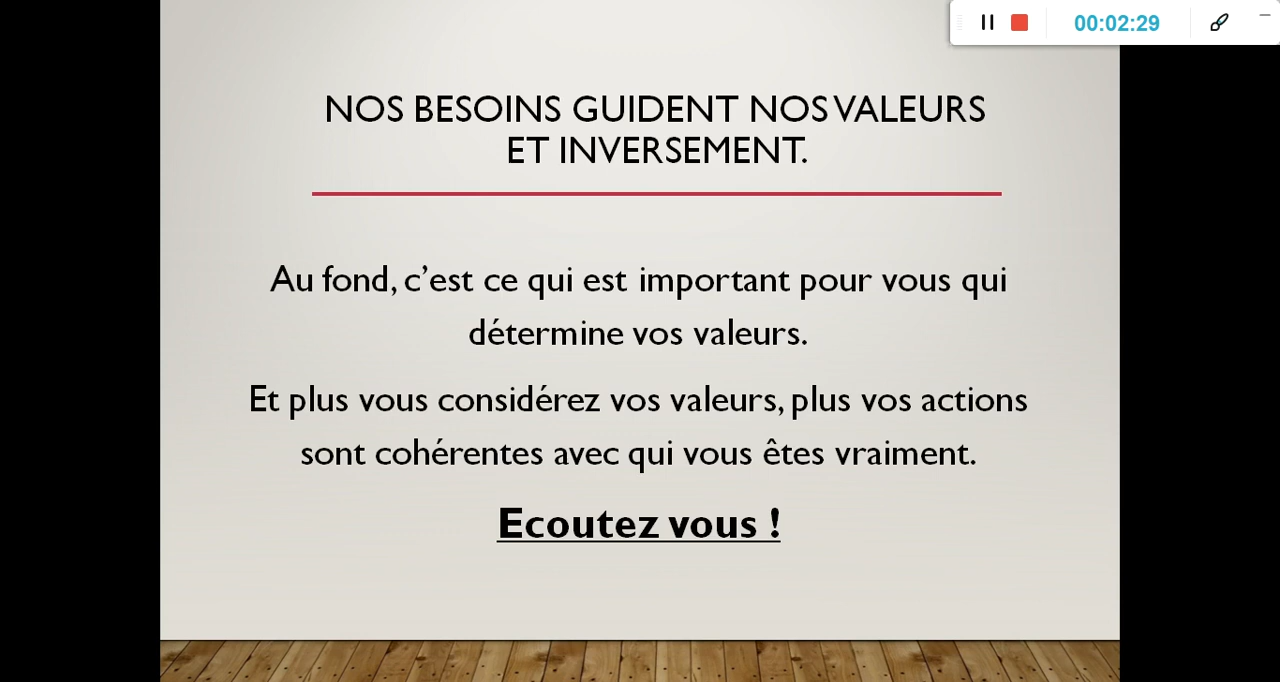 00:02:29
NOS BESOINS GUIDENT NOS VALEURS
ET INVERSEMENT.
Au fond, c’est ce qui est important pour vous qui
détermine vos valeurs.
Et plus vous considérez vos valeurs, plus vos actions
sont cohérentes avec qui vous êtes vraiment.
Ecoutez vous !